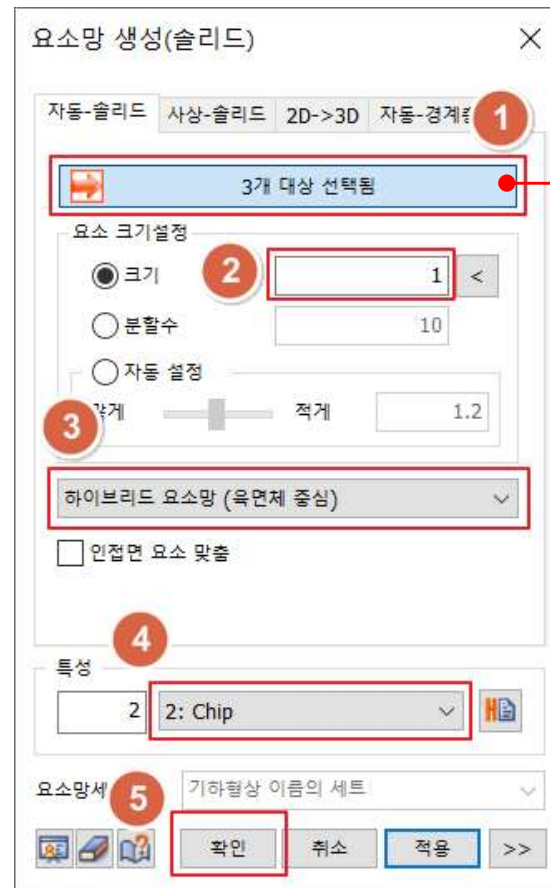 요소망 생성(솔리드)
자동-솔리드 사상-솔리드 2D->3D 자동-경계
1
3개 대상 선택됨
요소 크기설정
크기 2 1 <
분할수 10
자동 설정
적게 1.2
3
하이브리드 요소망 (육면체 중심)
인접면 요소 맞춤
4
특성
2 2: Chip
요소망세 5 기하형상 이름의 세트
확인 취소 적용 >>